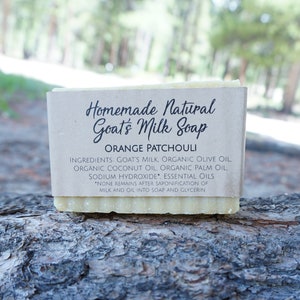 Homemade Natural
Goat's Milk Soap
Orange Patchouli
Ingredients: Goat's Milk, Organic Olive Oil,
Organic Coconut Oil, Organic Palm Oil,
Sodium Hydroxide*, Essential Oils
*None remains after saponification of
milk and oil into soap and glycerin